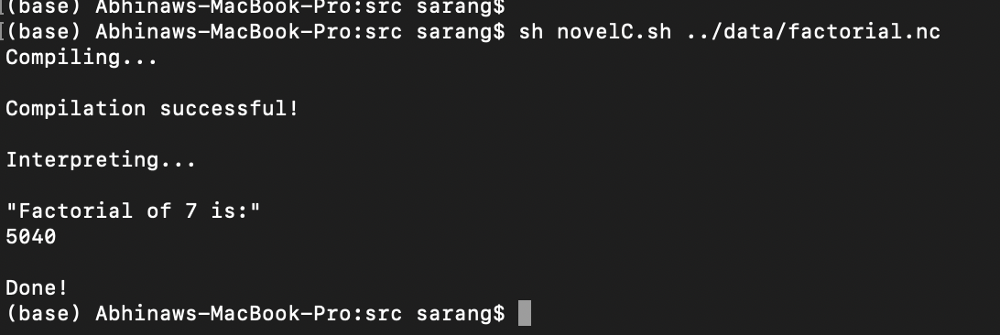 (base) Abhinaws-MacBook-Pro:src sarang$
(base) Abhinaws-MacBook-Pro:src sarang$ sh novelC.sh ../data/factorial.nc
Compiling...
Compilation successful!
Interpreting...
"Factorial of 7 is:"
5040
Done!
(base) Abhinaws-MacBook-Pro:src sarang$